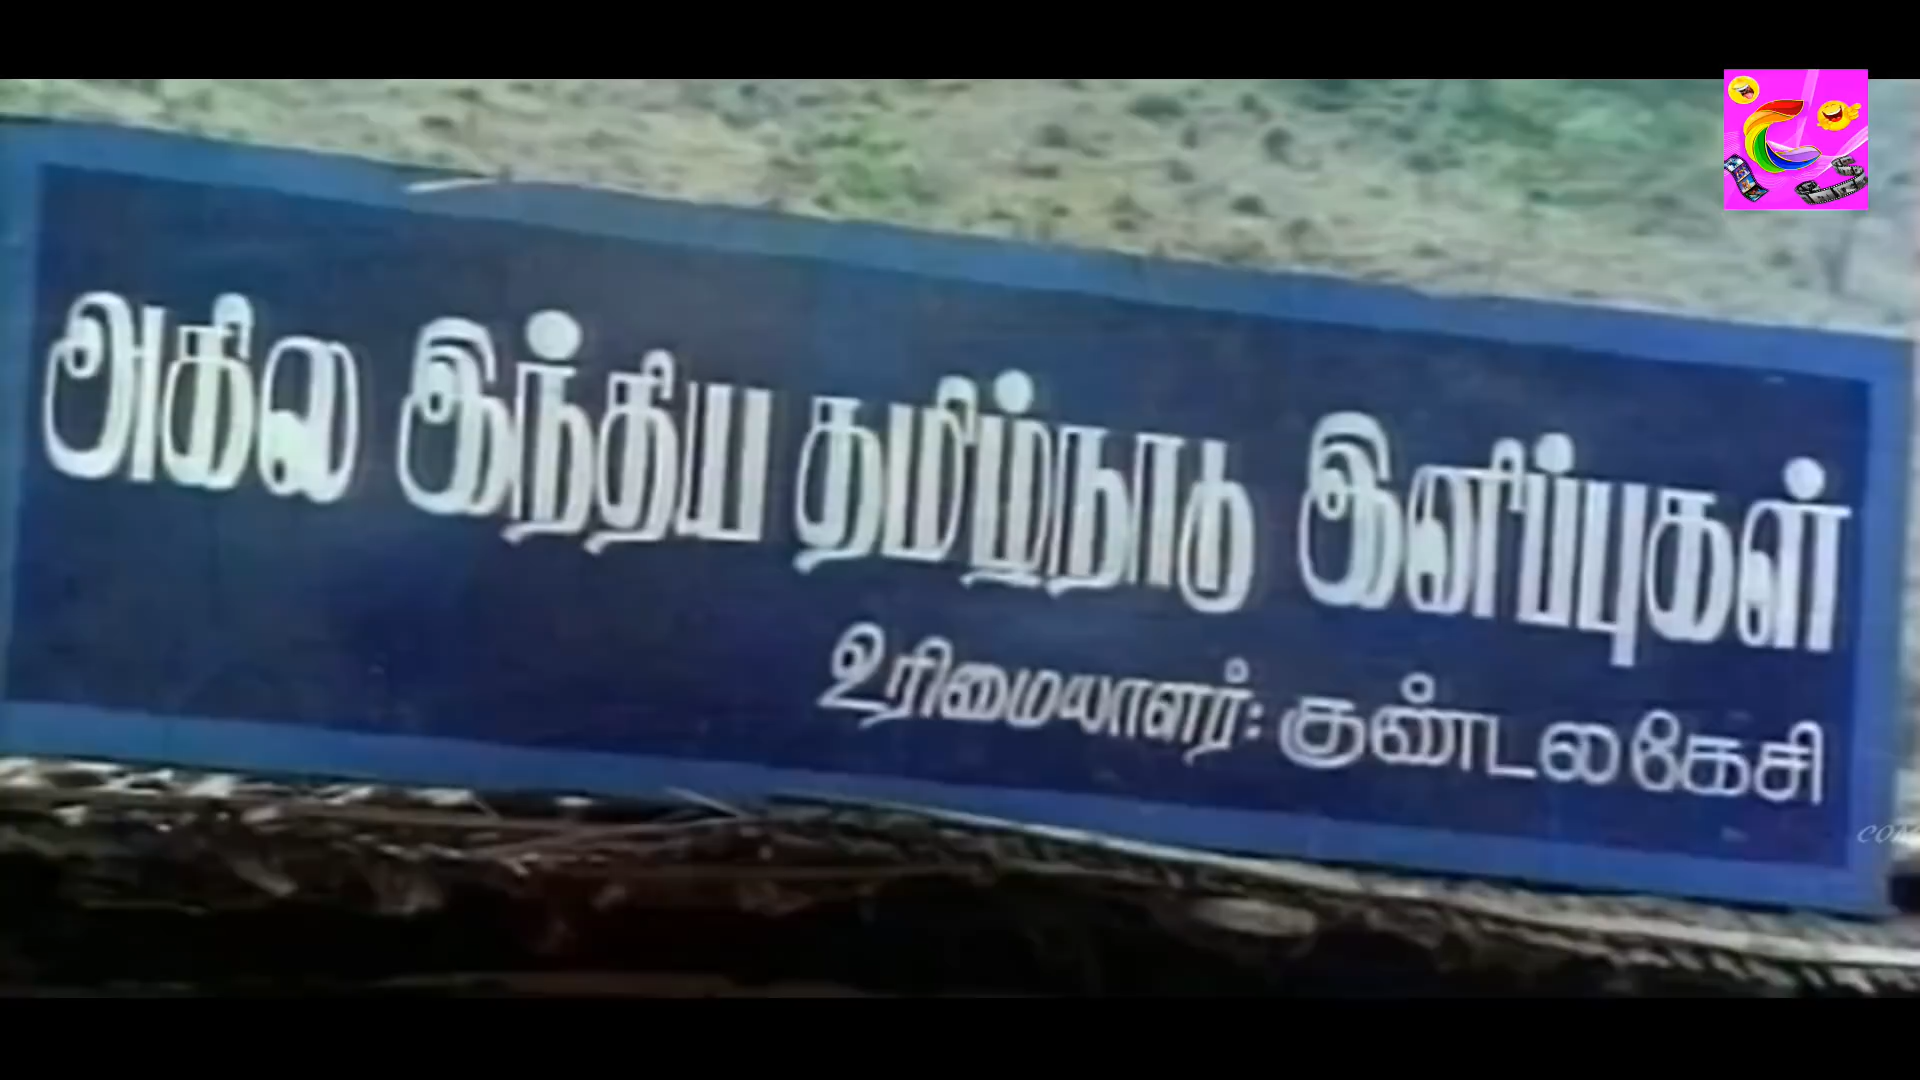 அகில இந்திய தமிழ்நாடு இனிப்புகள்
உரிமையாளர்: குண்டலகேசி